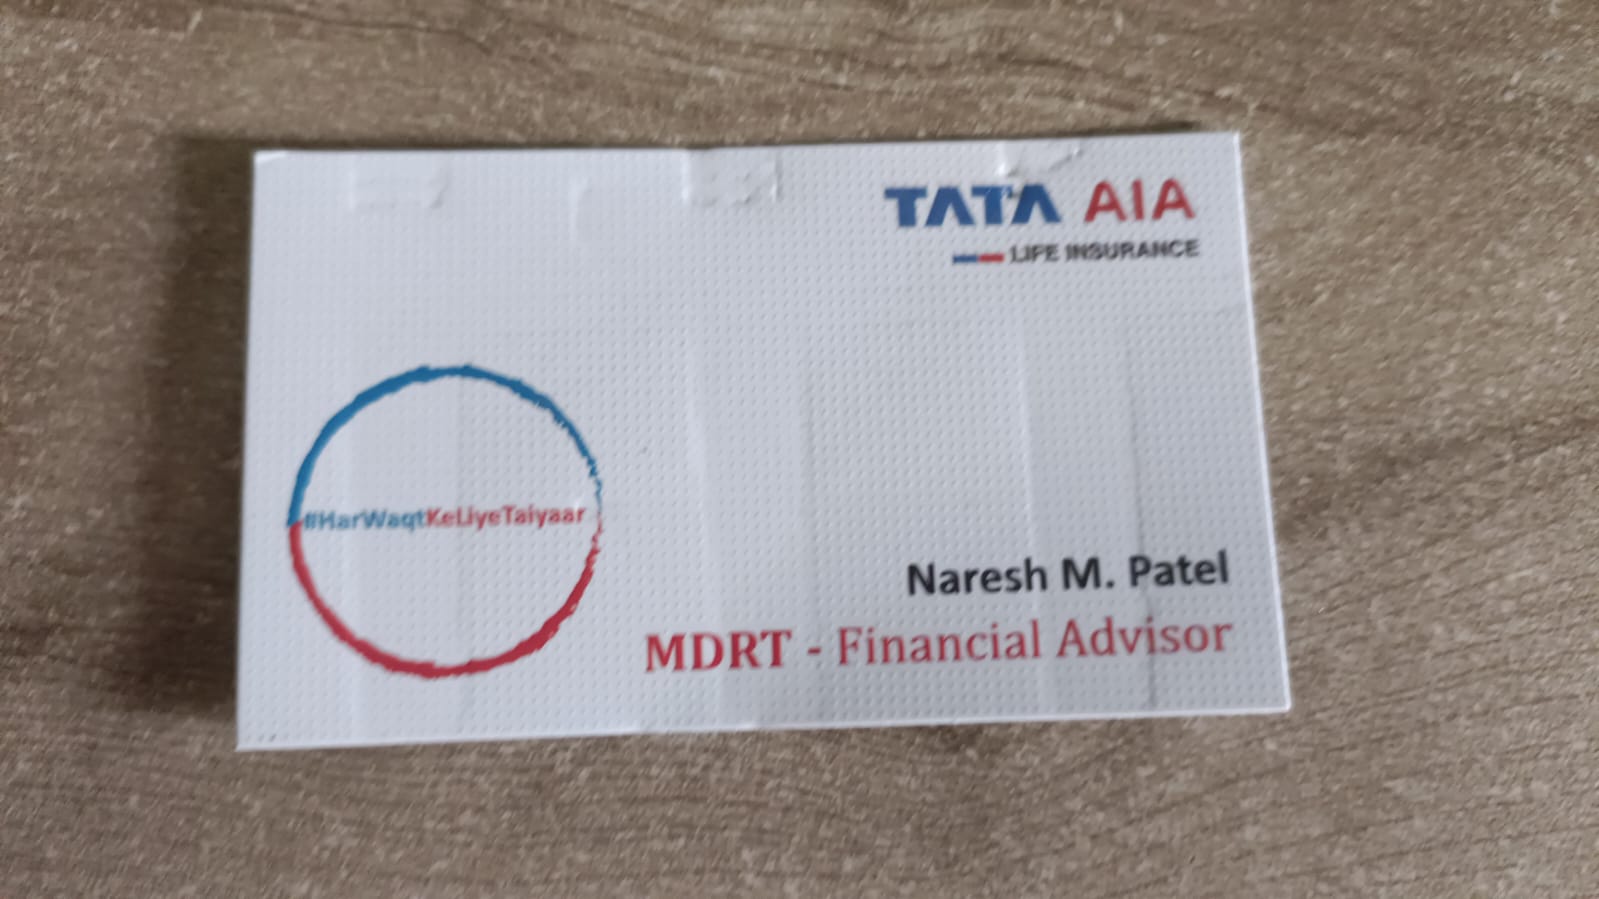 TATA AIA
LIFE INSURANCE
#HarWaqtKeLiyeTaiyaar
Naresh M. Patel
MDRT - Financial Advisor